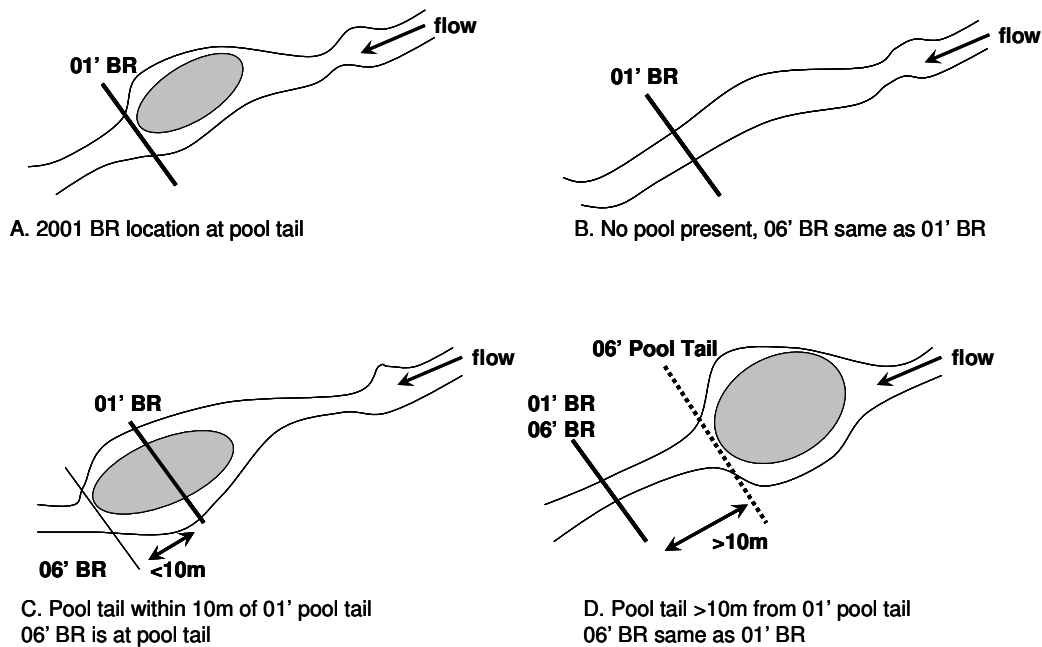 flow
01’ BR
A. 2001 BR location at pool tail
flow
01’ BR
B. No pool present, 06’ BR same as 01’ BR
flow
01’ BR
06’ BR
<10m
C. Pool tail within 10m of 01’ pool tail
06’ BR is at pool tail
06’ Pool Tail
flow
01’ BR
06’ BR
>10m
D. Pool tail >10m from 01’ pool tail
06’ BR same as 01’ BR